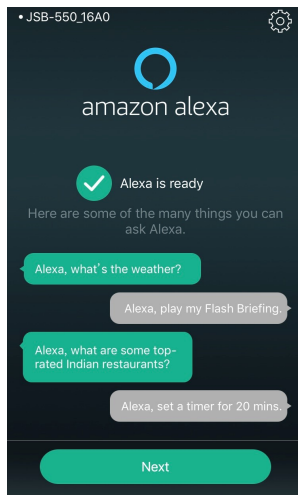 • JSB-550_16A0
amazon alexa
Alexa is ready
Here are some of the many things you can
ask Alexa.
Alexa, what's the weather?
Alexa, play my Flash Briefing.
Alexa, what are some top-
rated Indian restaurants?
Alexa, set a timer for 20 mins.
Next